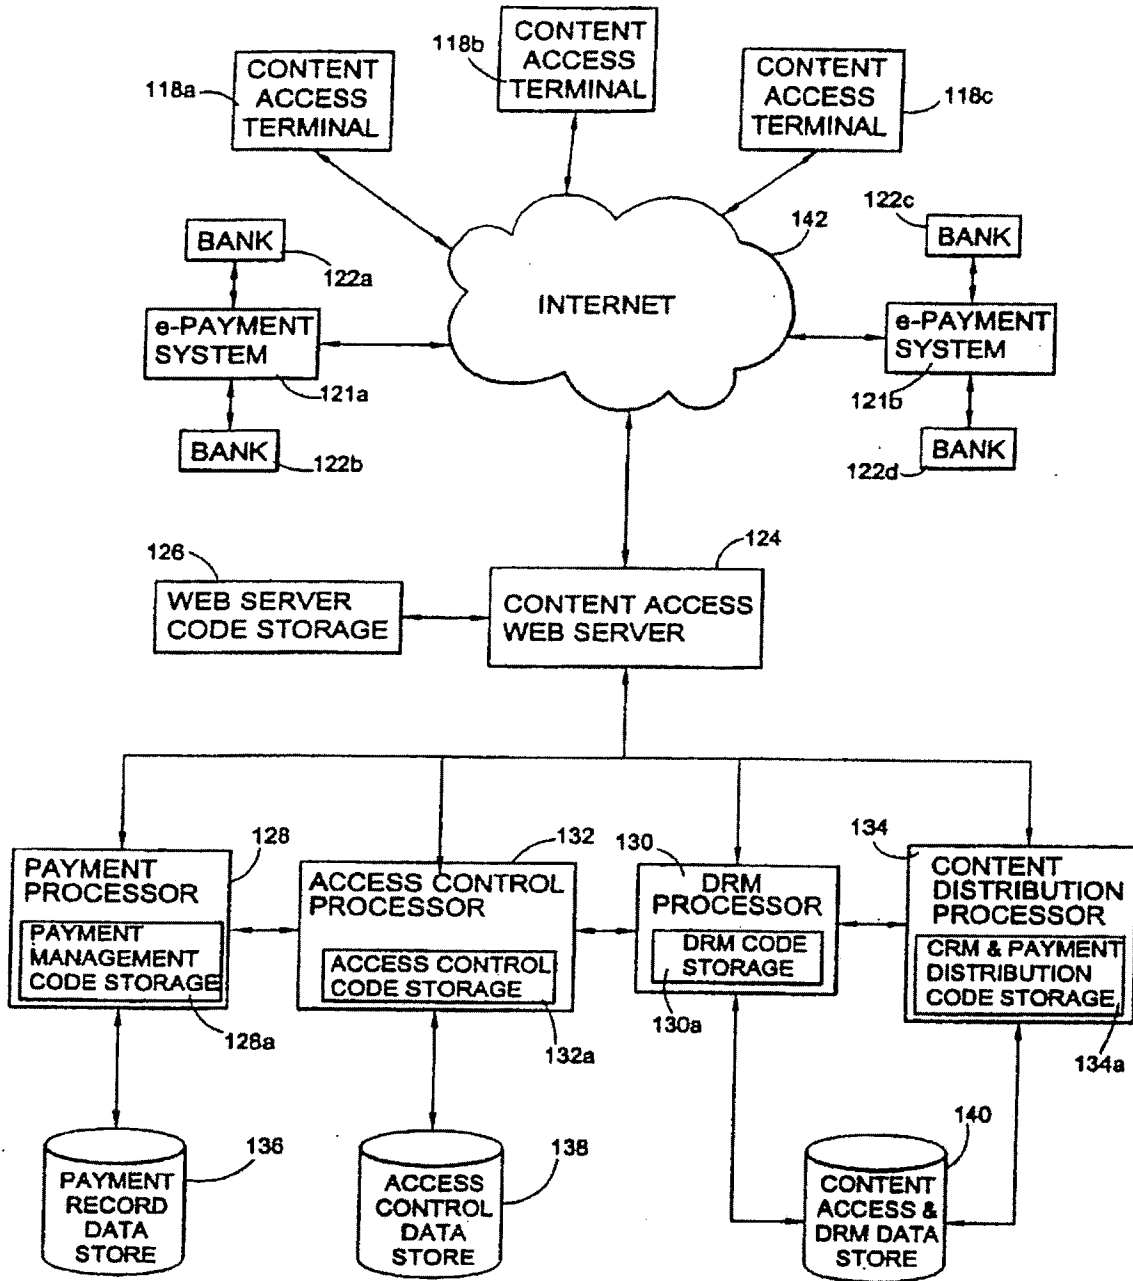 CONTENT
ACCESS
TERMINAL
118a
CONTENT
ACCESS
TERMINAL
118b
CONTENT
ACCESS
TERMINAL
118c
INTERNET
142
BANK
122a
e-PAYMENT
SYSTEM
121a
BANK
122b
122c
BANK
e-PAYMENT
SYSTEM
121b
BANK
122d
126
WEB SERVER
CODE STORAGE
124
CONTENT ACCESS
WEB SERVER
128
PAYMENT
PROCESSOR
PAYMENT
MANAGEMENT
CODE STORAGE
128a
132
ACCESS CONTROL
PROCESSOR
ACCESS CONTROL
CODE STORAGE
132a
130
DRM
PROCESSOR
DRM CODE
STORAGE
130a
134
CONTENT
DISTRIBUTION
PROCESSOR
CRM & PAYMENT
DISTRIBUTION
CODE STORAGE
134a
136
PAYMENT
RECORD
DATA
STORE
138
ACCESS
CONTROL
DATA
STORE
140
CONTENT
ACCESS &
DRM DATA
STORE